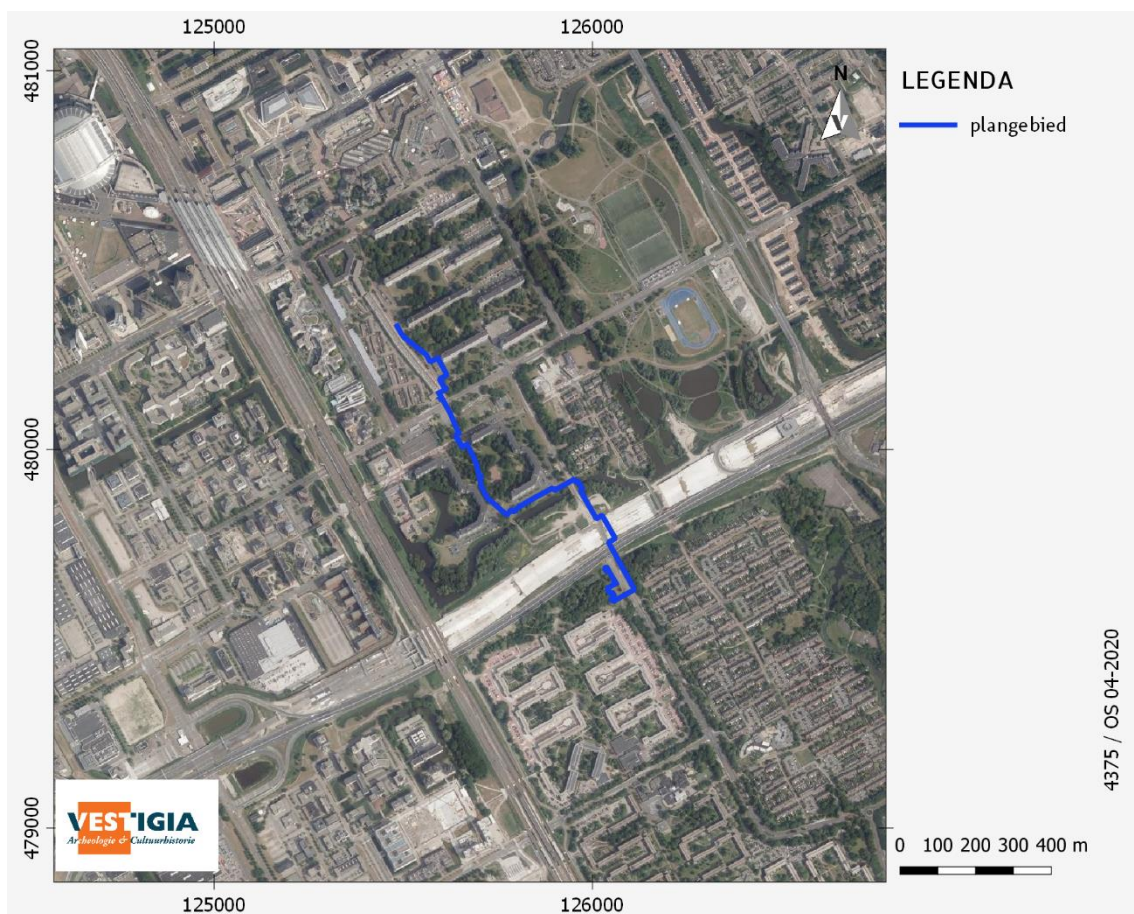 125000
126000
481000
480000
479000
N
LEGENDA
plangebied
4375 / OS 04-2020
VESTIGIA
Archeologie & Cultuurhistorie
0 100 200 300 400 m
125000
126000